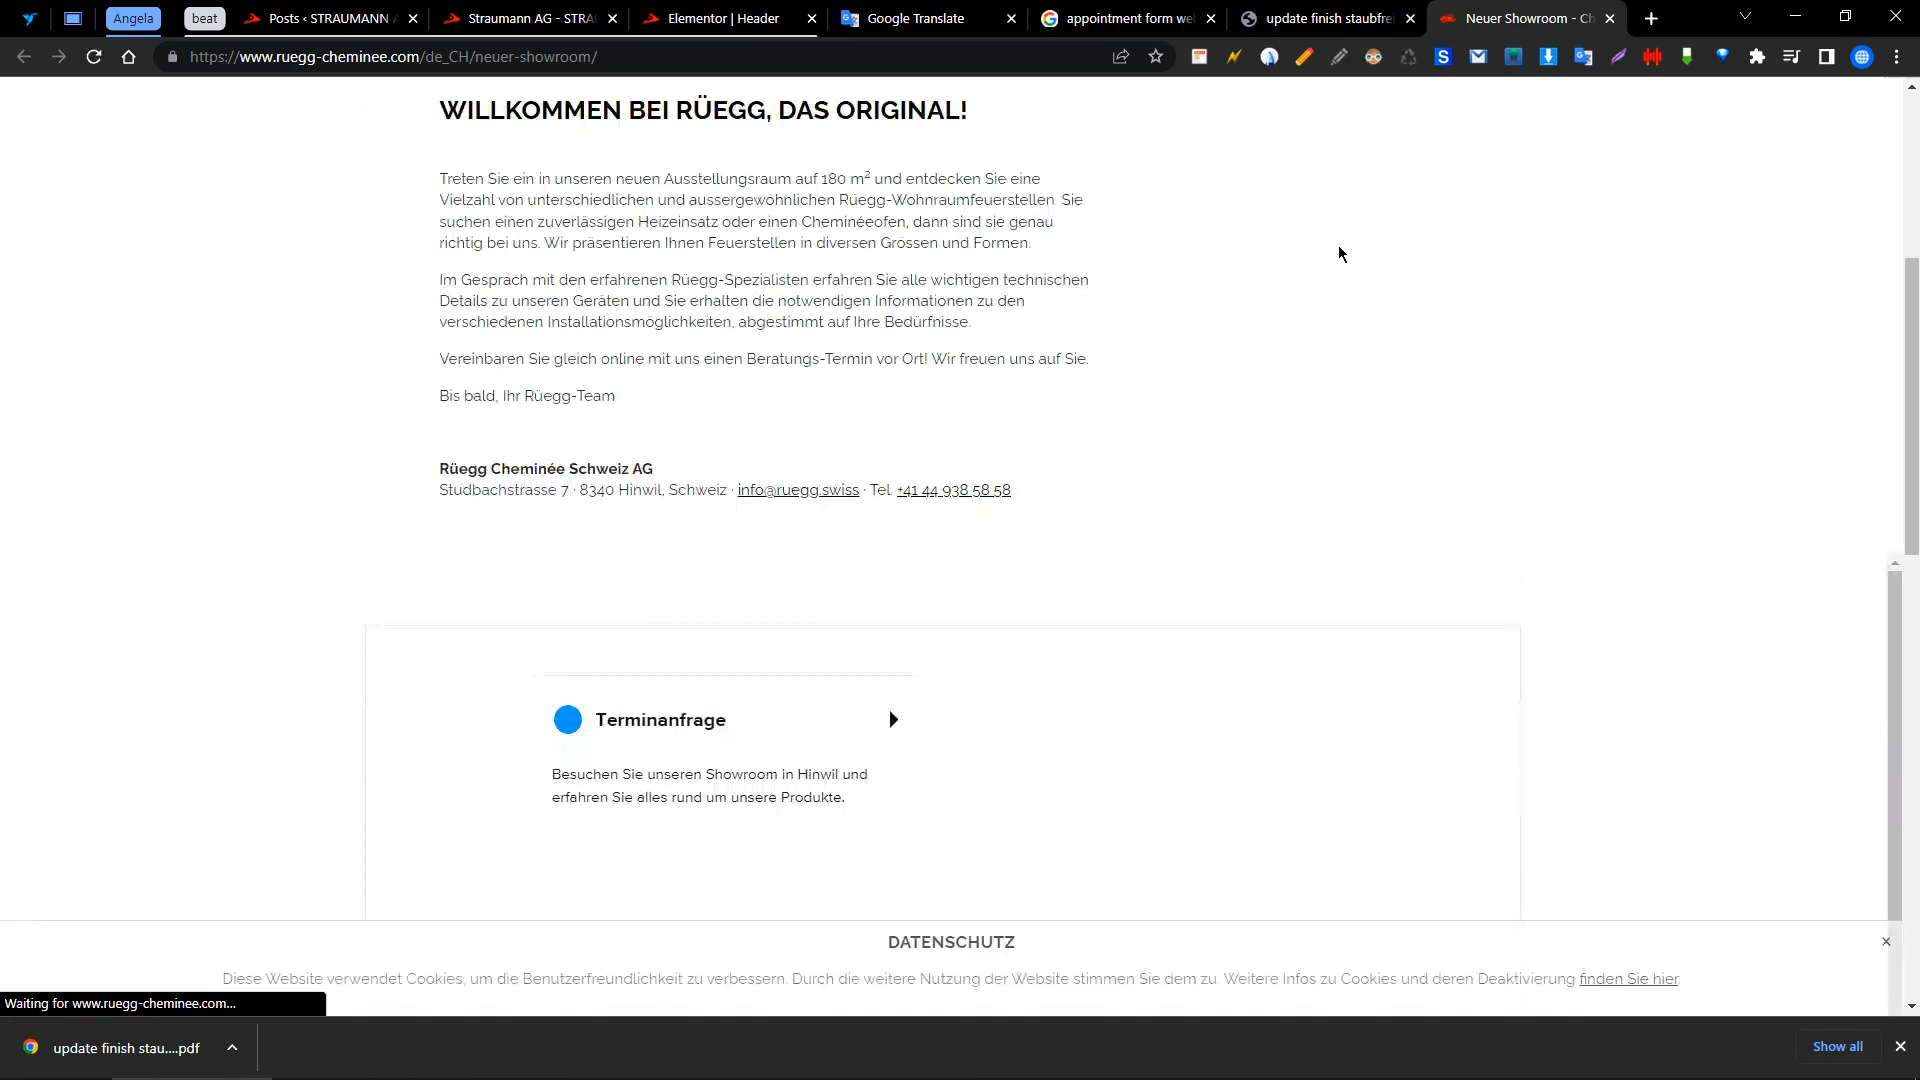 Angela
beat
Posts ‹ STRAUMANN
Straumann AG - STRA
Elementor | Header
Google Translate
appointment form we
update finish staubfrei
Neuer Showroom - Ch
https://www.ruegg-cheminee.com/de_CH/neuer-showroom/
WILLKOMMEN BEI RÜEGG, DAS ORIGINAL!
Treten Sie ein in unseren neuen Ausstellungsraum auf 180 m² und entdecken Sie eine
Vielzahl von unterschiedlichen und aussergewöhnlichen Rüegg-Wohnraumfeuerstellen. Sie
suchen einen zuverlässigen Heizeinsatz oder einen Cheminéeofen, dann sind sie genau
richtig bei uns. Wir präsentieren Ihnen Feuerstellen in diversen Grössen und Formen.
Im Gespräch mit den erfahrenen Rüegg-Spezialisten erfahren Sie alle wichtigen technischen
Details zu unseren Geräten und Sie erhalten die notwendigen Informationen zu den
verschiedenen Installationsmöglichkeiten, abgestimmt auf Ihre Bedürfnisse.
Vereinbaren Sie gleich online mit uns einen Beratungs-Termin vor Ort! Wir freuen uns auf Sie.
Bis bald, Ihr Rüegg-Team
Rüegg Cheminée Schweiz AG
Studbachstrasse 7 · 8340 Hinwil, Schweiz · info@ruegg.swiss · Tel. +41 44 938 58 58
Terminanfrage
Besuchen Sie unseren Showroom in Hinwil und
erfahren Sie alles rund um unsere Produkte.
DATENSCHUTZ
Diese Website verwendet Cookies, um die Benutzerfreundlichkeit zu verbessern. Durch die weitere Nutzung der Website stimmen Sie dem zu. Weitere Infos zu Cookies und deren Deaktivierung finden Sie hier.
Waiting for www.ruegg-cheminee.com...
update finish stau....pdf
Show all